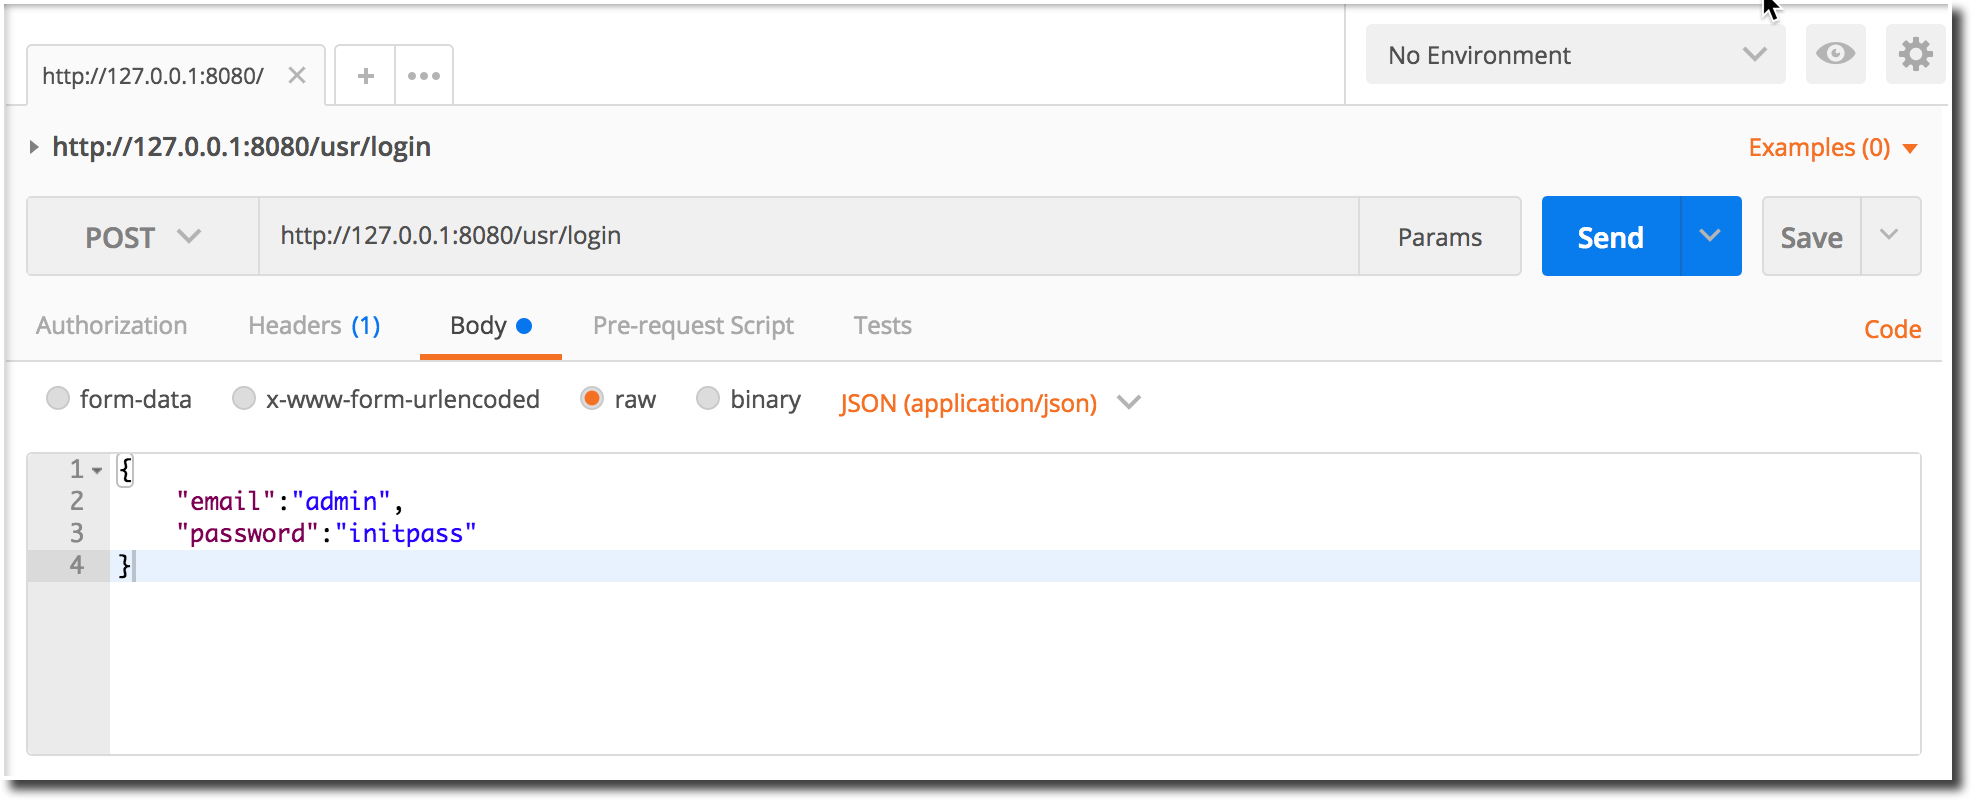 http://127.0.0.1:8080/
No Environment
http://127.0.0.1:8080/usr/login
Examples (0)
POST
http://127.0.0.1:8080/usr/login
Params
Send
Save
Authorization
Headers (1)
Body
Pre-request Script
Tests
Code
form-data
x-www-form-urlencoded
raw
binary
JSON (application/json)
1 {
2 "email":"admin",
3 "password":"initpass"
4 }